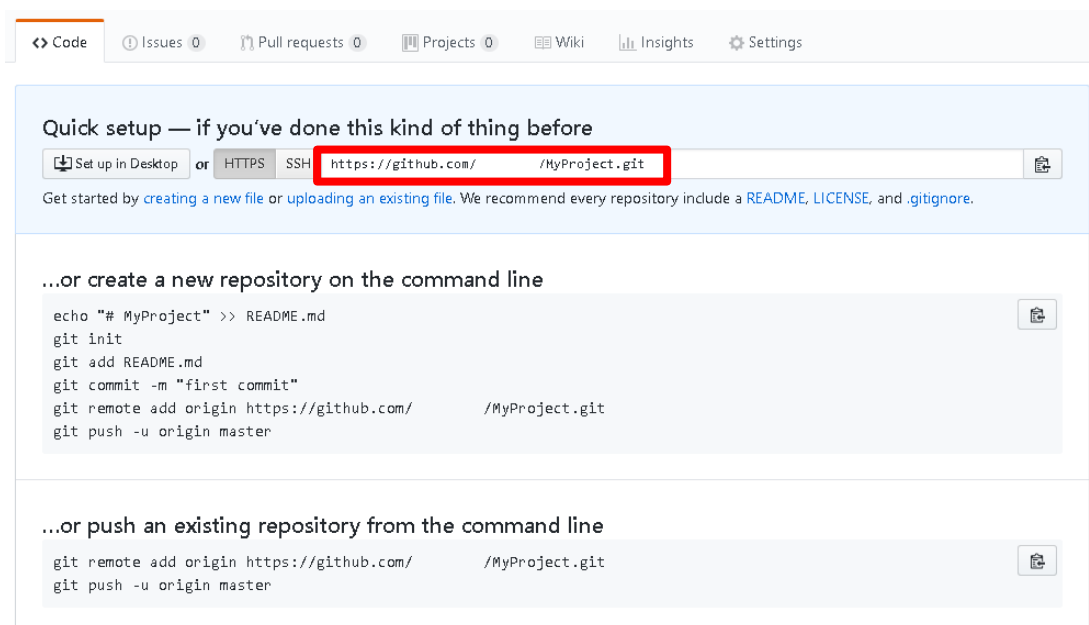 Code Issues 0 Pull requests 0 Projects 0 Wiki Insights Settings
Quick setup — if you've done this kind of thing before
Set up in Desktop or HTTPS SSH https://github.com/ /MyProject.git
Get started by creating a new file or uploading an existing file. We recommend every repository include a README, LICENSE, and .gitignore.
...or create a new repository on the command line
echo "# MyProject" >> README.md
git init
git add README.md
git commit -m "first commit"
git remote add origin https://github.com/ /MyProject.git
git push -u origin master
...or push an existing repository from the command line
git remote add origin https://github.com/ /MyProject.git
git push -u origin master